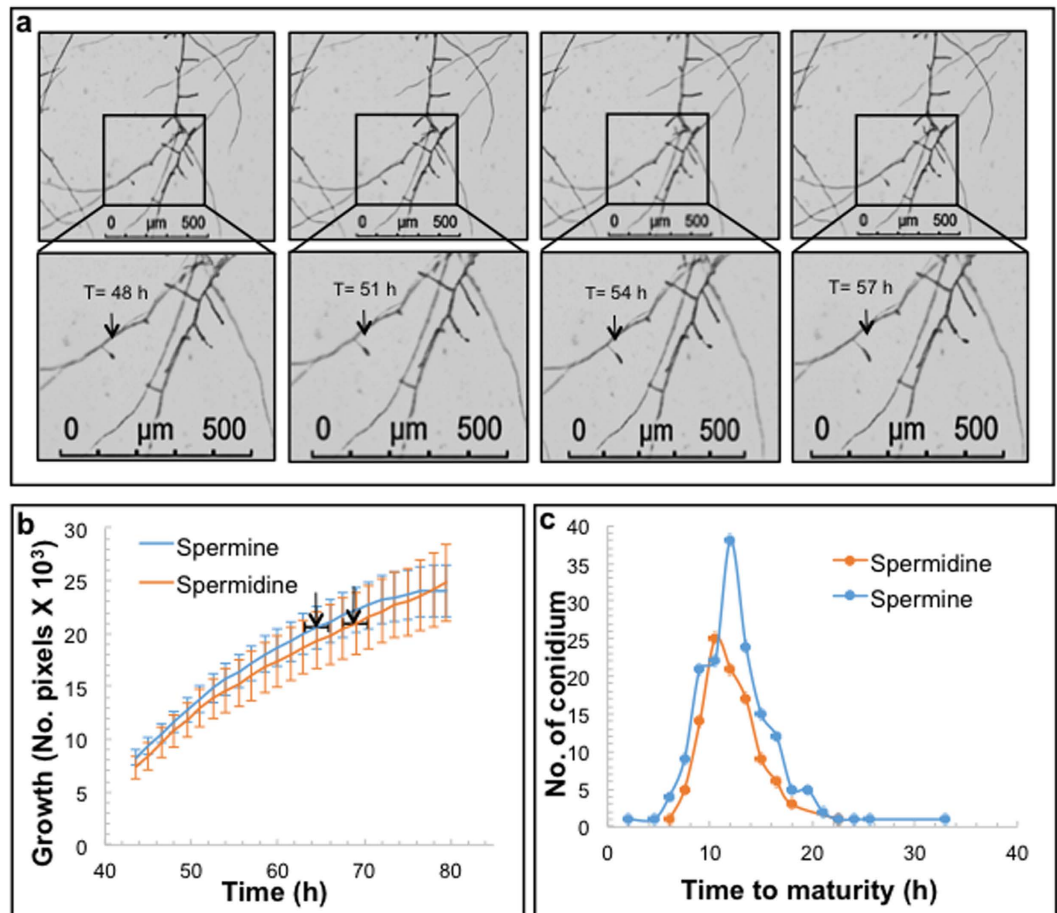 a
0 µm 500
0 µm 500
0 µm 500
0 µm 500
T= 48 h
T= 51 h
T= 54 h
T= 57 h
0 µm 500
0 µm 500
0 µm 500
0 µm 500
b
Growth (No. pixels X 10³)
30
25
20
15
10
5
0
Spermine
Spermidine
40 50 60 70 80
Time (h)
c
No. of conidium
40
35
30
25
20
15
10
5
0
Spermidine
Spermine
0 10 20 30 40
Time to maturity (h)